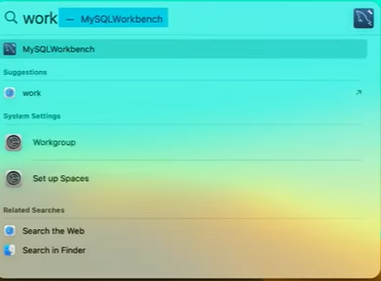 work — MySQLWorkbench
MySQLWorkbench
Suggestions
work
System Settings
Workgroup
Set up Spaces
Related Searches
Search the Web
Search in Finder